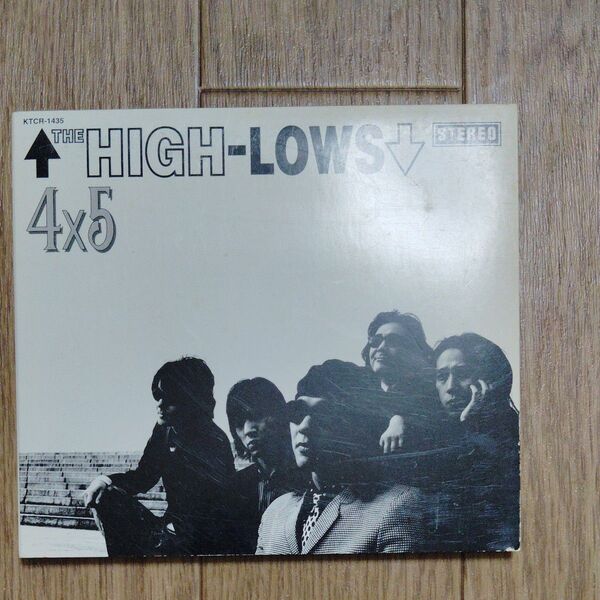 KTCR-1435
↑THE HIGH-LOWS↓ STEREO
4x5